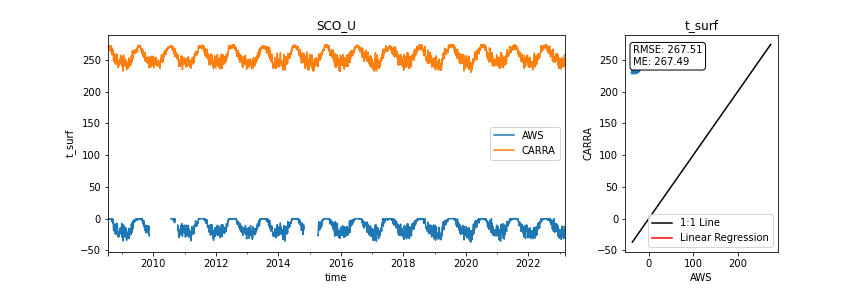 SCO_U
t_surf
250
200
150
100
50
0
−50
t_surf
2010
2012
2014
2016
2018
2020
2022
time
AWS
CARRA
250
200
150
100
50
0
−50
CARRA
RMSE: 267.51
ME: 267.49
1:1 Line
Linear Regression
0
100
200
AWS